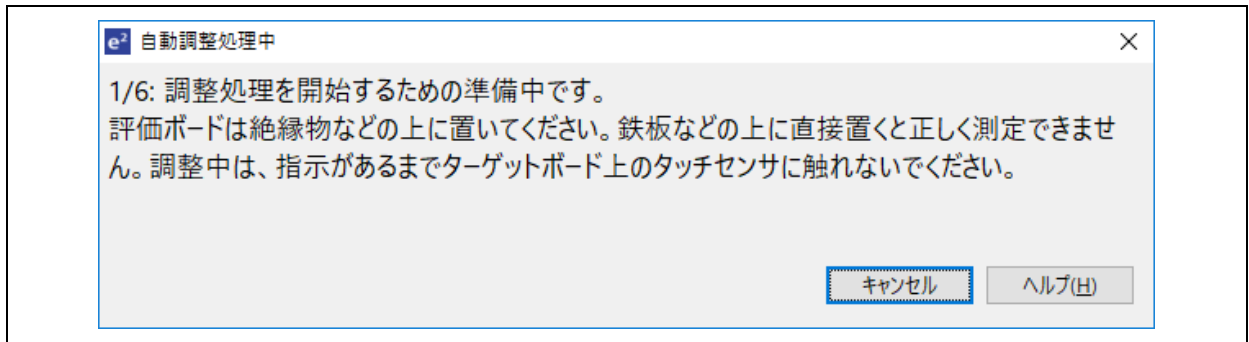 e² 自動調整処理中
1/6: 調整処理を開始するための準備中です。
評価ボードは絶縁物などの上に置いてください。鉄板などの上に直接置くと正しく測定できませ
ん。調整中は、指示があるまでターゲットボード上のタッチセンサに触れないでください。
キャンセル ヘルプ(H)